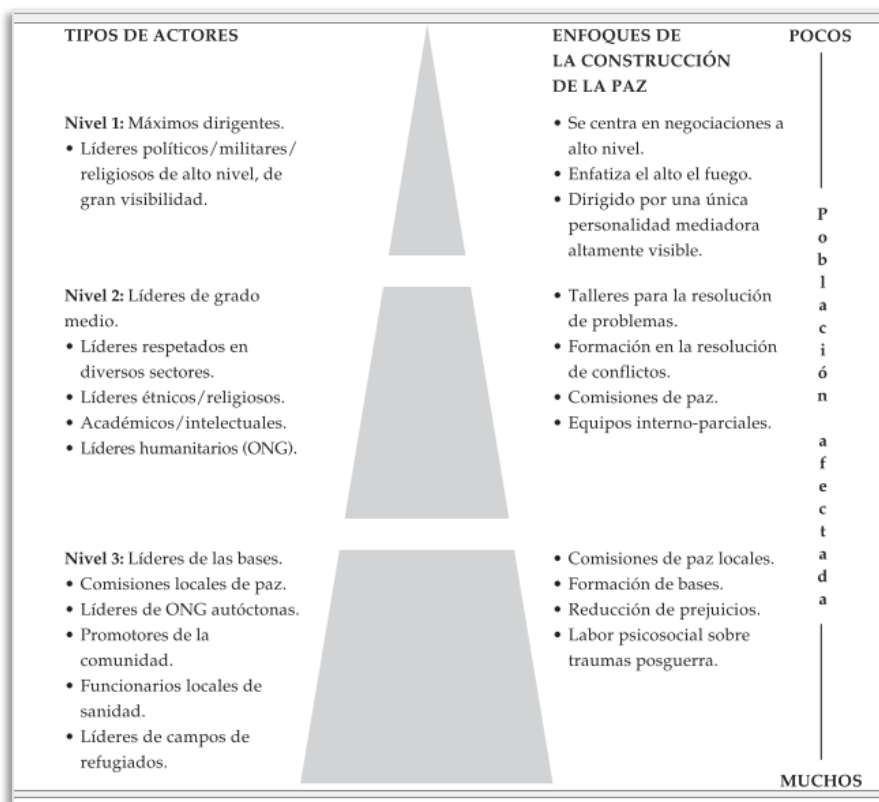 TIPOS DE ACTORES
Nivel 1: Máximos dirigentes.
• Líderes políticos/militares/
religiosos de alto nivel, de
gran visibilidad.
Nivel 2: Líderes de grado
medio.
• Líderes respetados en
diversos sectores.
• Líderes étnicos/religiosos.
• Académicos/intelectuales.
• Líderes humanitarios (ONG).
Nivel 3: Líderes de las bases.
• Comisiones locales de paz.
• Líderes de ONG autóctonas.
• Promotores de la
comunidad.
• Funcionarios locales de
sanidad.
• Líderes de campos de
refugiados.
ENFOQUES DE
LA CONSTRUCCIÓN
DE LA PAZ
• Se centra en negociaciones a
alto nivel.
• Enfatiza el alto el fuego.
• Dirigido por una única
personalidad mediadora
altamente visible.
• Talleres para la resolución
de problemas.
• Formación en la resolución
de conflictos.
• Comisiones de paz.
• Equipos interno-parciales.
• Comisiones de paz locales.
• Formación de bases.
• Reducción de prejuicios.
• Labor psicosocial sobre
traumas posguerra.
POCOS
Población afectada
MUCHOS